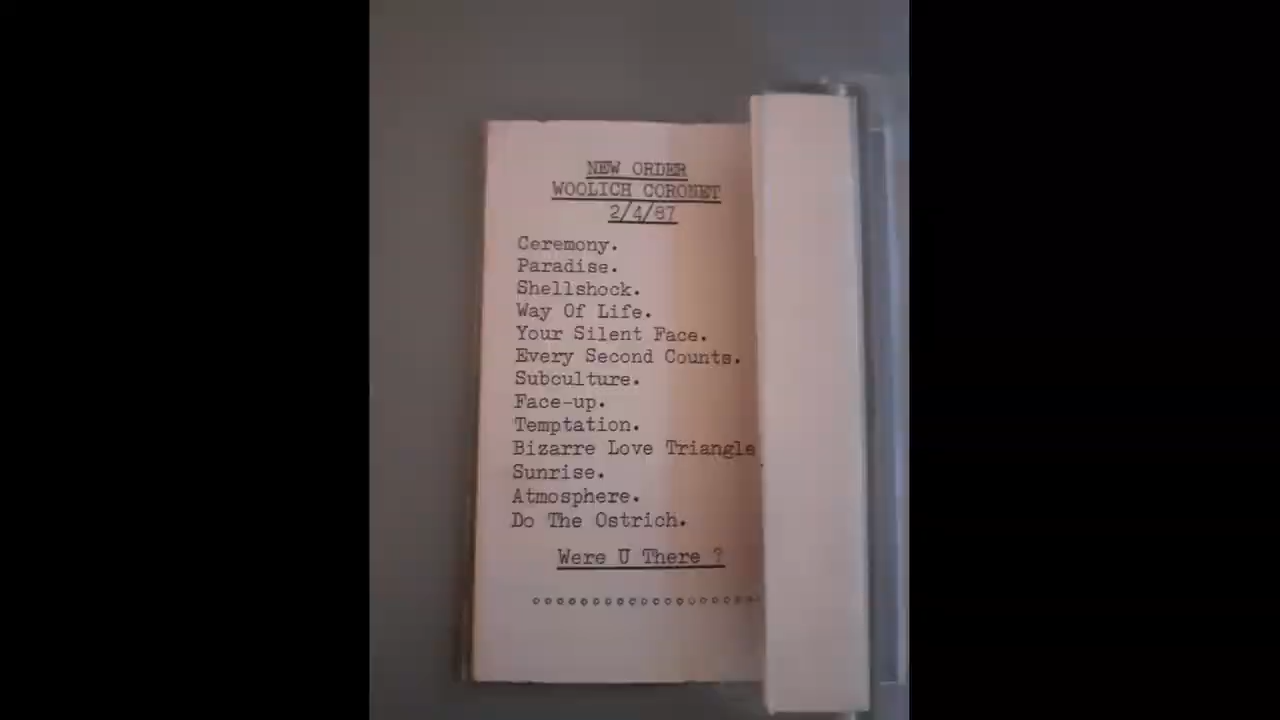 NEW ORDER
WOOLICH CORONET
2/4/87
Ceremony.
Paradise.
Shellshock.
Way Of Life.
Your Silent Face.
Every Second Counts.
Subculture.
Face-up.
Temptation.
Bizarre Love Triangle
Sunrise.
Atmosphere.
Do The Ostrich.
Were U There ?